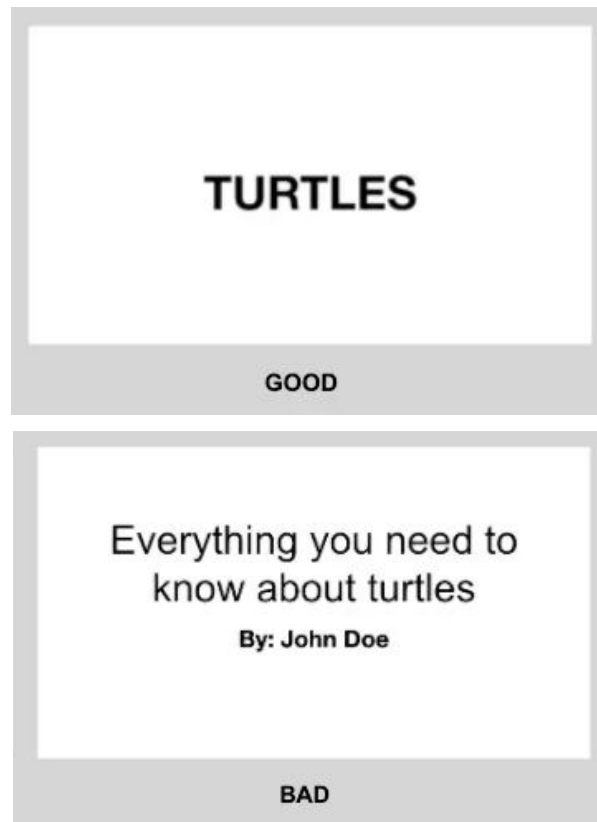 TURTLES
GOOD
Everything you need to
know about turtles
By: John Doe
BAD